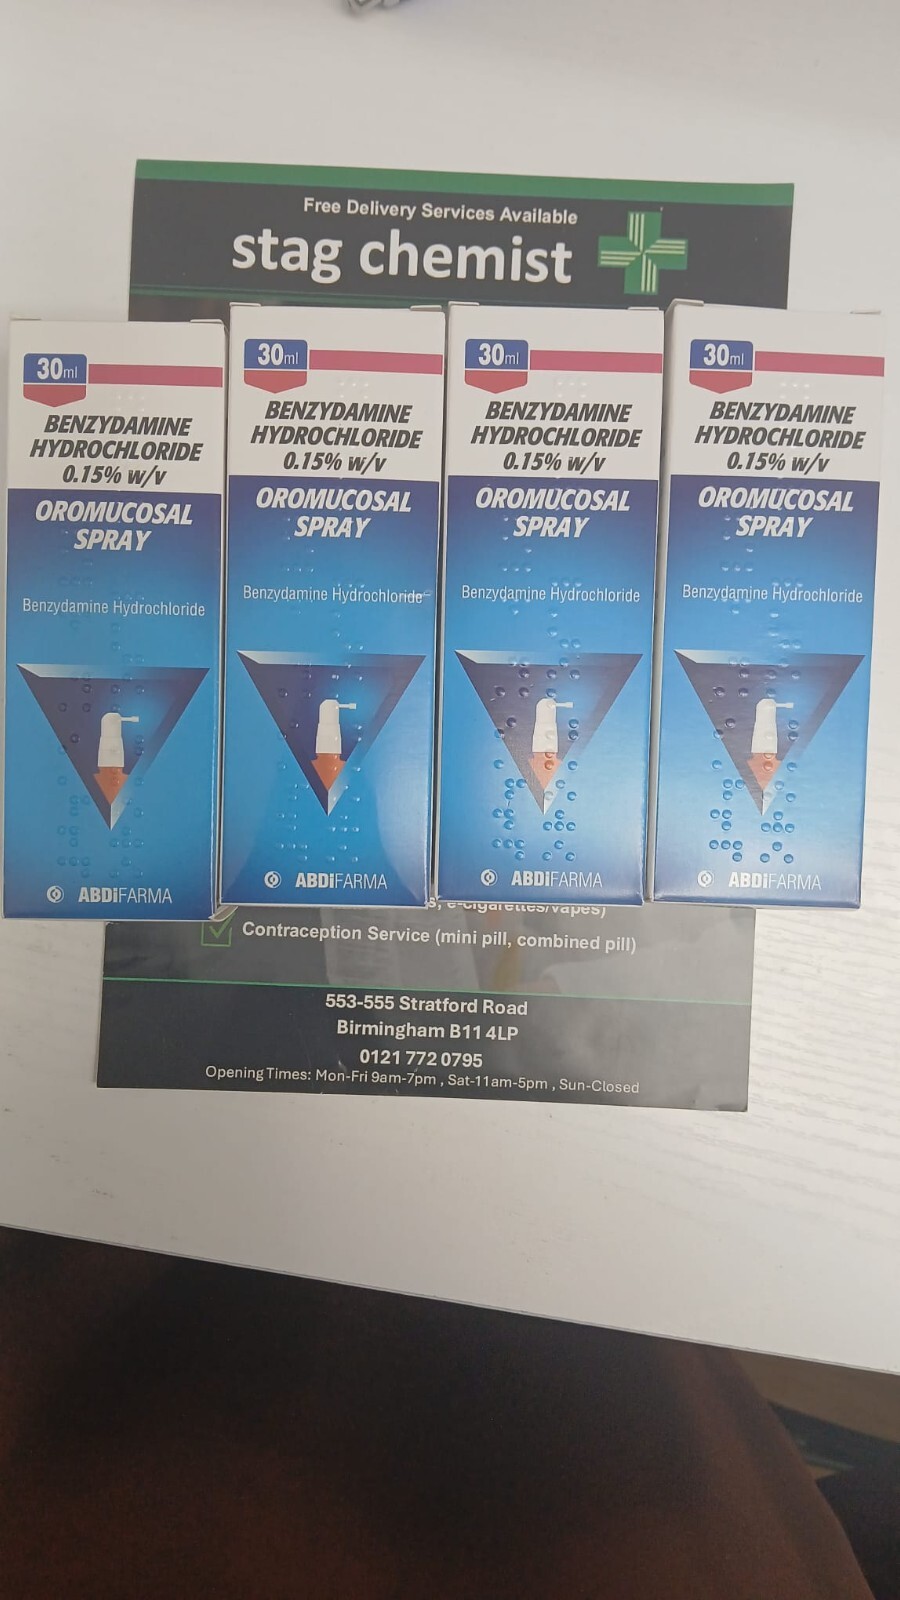 Free Delivery Services Available
stag chemist
30ml
BENZYDAMINE
HYDROCHLORIDE
0.15% w/v
OROMUCOSAL
SPRAY
Benzydamine Hydrochloride
ABDiFARMA
30ml
BENZYDAMINE
HYDROCHLORIDE
0.15% w/v
OROMUCOSAL
SPRAY
Benzydamine Hydrochloride
ABDiFARMA
30ml
BENZYDAMINE
HYDROCHLORIDE
0.15% w/v
OROMUCOSAL
SPRAY
Benzydamine Hydrochloride
ABDiFARMA
30ml
BENZYDAMINE
HYDROCHLORIDE
0.15% w/v
OROMUCOSAL
SPRAY
Benzydamine Hydrochloride
ABDiFARMA
e-cigarettes/vapes)
Contraception Service (mini pill, combined pill)
553-555 Stratford Road
Birmingham B11 4LP
0121 772 0795
Opening Times: Mon-Fri 9am-7pm , Sat-11am-5pm , Sun-Closed